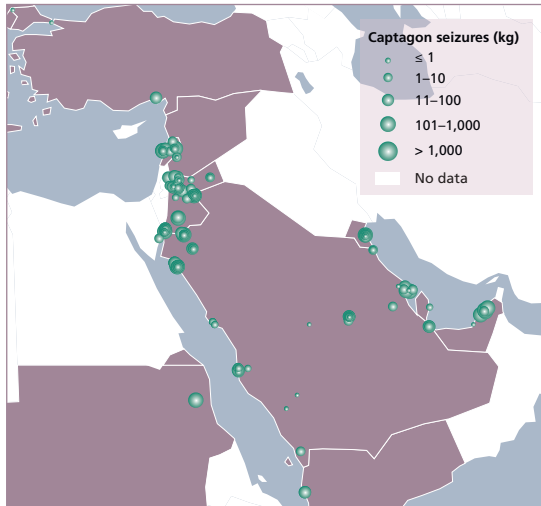 Captagon seizures (kg)
≤ 1
1–10
11–100
101–1,000
> 1,000
No data